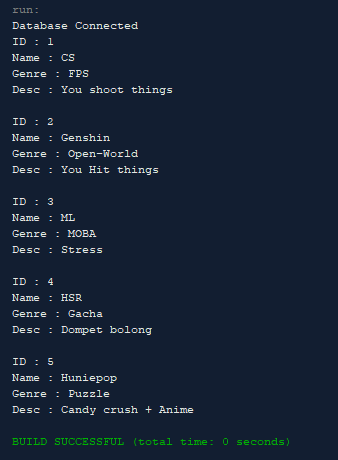 run:
Database Connected
ID : 1
Name : CS
Genre : FPS
Desc : You shoot things
ID : 2
Name : Genshin
Genre : Open-World
Desc : You Hit things
ID : 3
Name : ML
Genre : MOBA
Desc : Stress
ID : 4
Name : HSR
Genre : Gacha
Desc : Dompet bolong
ID : 5
Name : Huniepop
Genre : Puzzle
Desc : Candy crush + Anime
BUILD SUCCESSFUL (total time: 0 seconds)